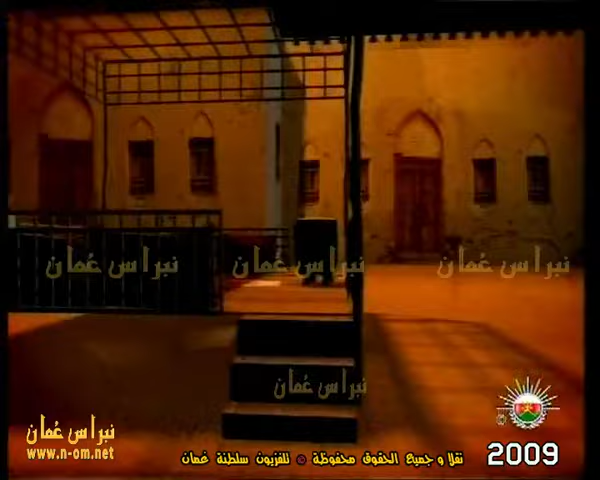 نبراس عُمان نبراس عُمان نبراس عُمان
نبراس عُمان
نبراس عُمان
www.n-om.net
نقلا و جميع الحقوق محفوظة © للتلفزيون سلطنة عُمان
©
2009